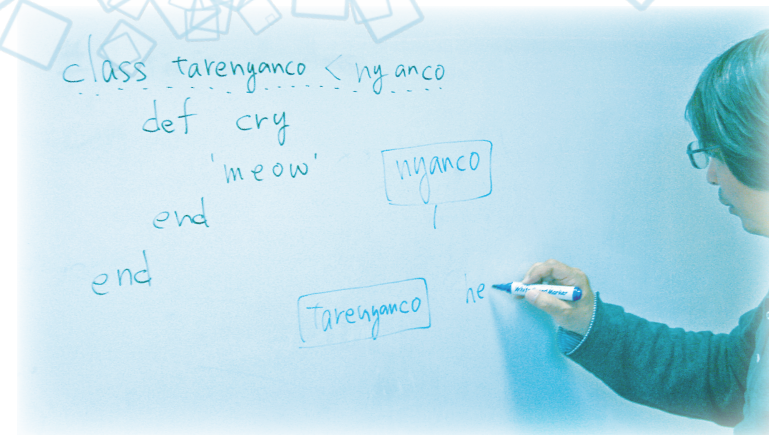 class tarenyanco < nyanco
def cry
'meow'
end
end
nyanco
tarenyanco
he